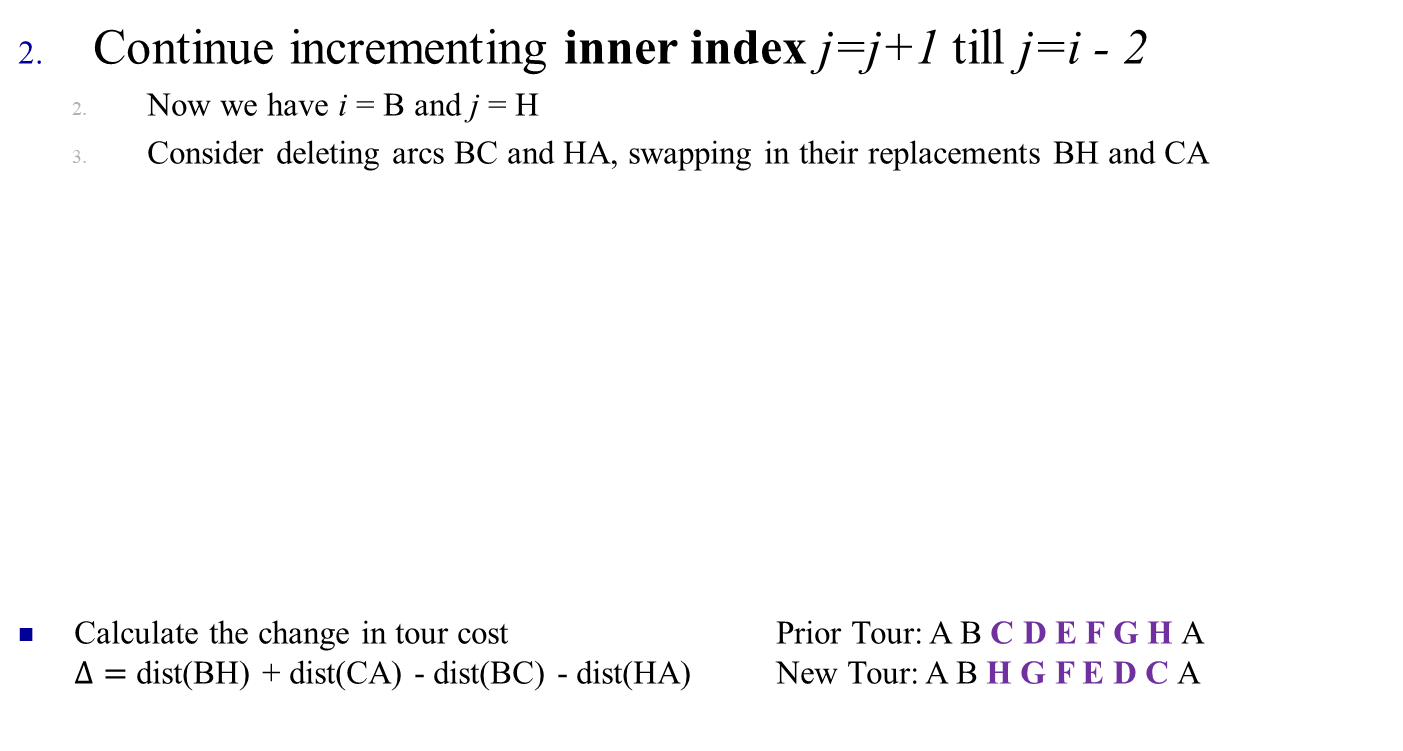 2. Continue incrementing inner index j=j+1 till j=i - 2
2. Now we have i = B and j = H
3. Consider deleting arcs BC and HA, swapping in their replacements BH and CA
■ Calculate the change in tour cost
Δ = dist(BH) + dist(CA) - dist(BC) - dist(HA)
Prior Tour: A B C D E F G H A
New Tour: A B H G F E D C A